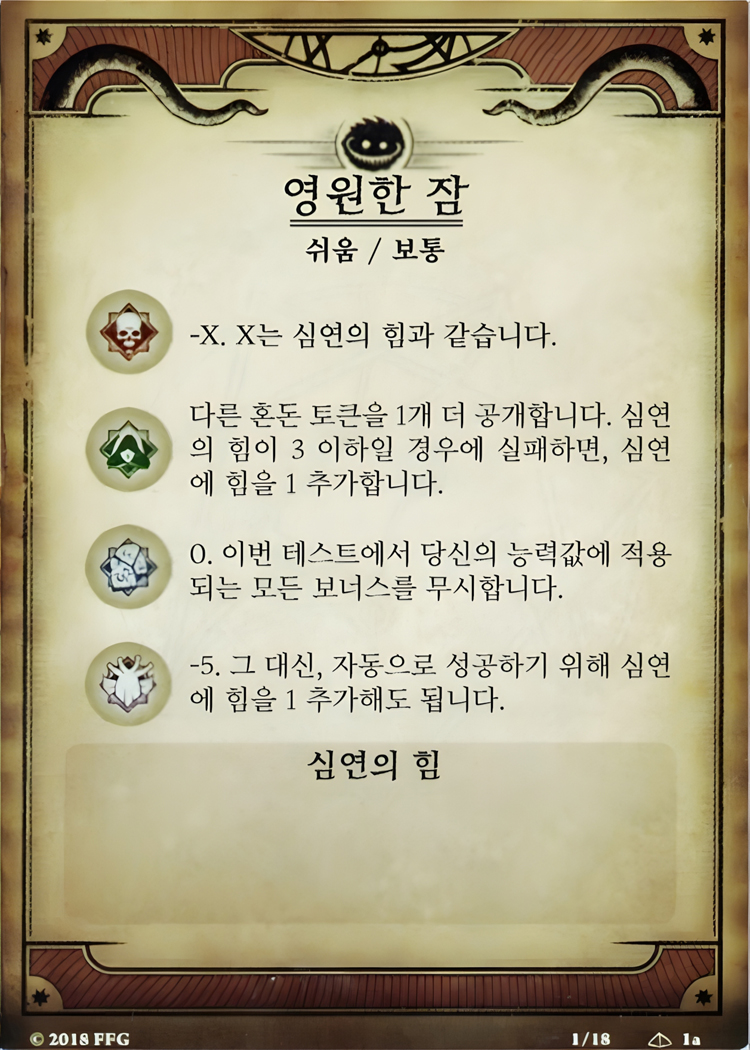 영원한 잠
쉬움 / 보통
-X. X는 심연의 힘과 같습니다.
다른 혼돈 토큰을 1개 더 공개합니다. 심연
의 힘이 3 이하일 경우에 실패하면, 심연
에 힘을 1 추가합니다.
0. 이번 테스트에서 당신의 능력값에 적용
되는 모든 보너스를 무시합니다.
-5. 그 대신, 자동으로 성공하기 위해 심연
에 힘을 1 추가해도 됩니다.
심연의 힘
© 2018 FFG
1/18
1a